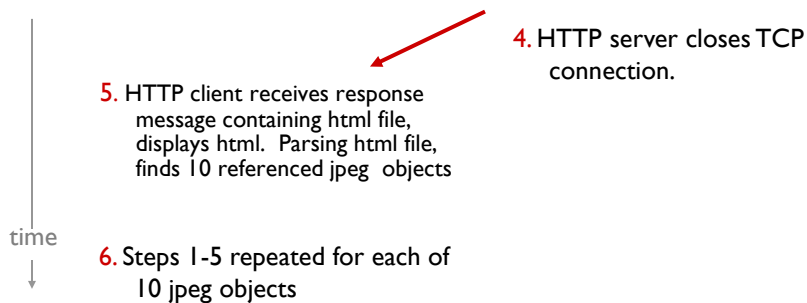 4. HTTP server closes TCP
connection.
5. HTTP client receives response
message containing html file,
displays html.  Parsing html file,
finds 10 referenced jpeg  objects
time
6. Steps 1-5 repeated for each of
10 jpeg objects